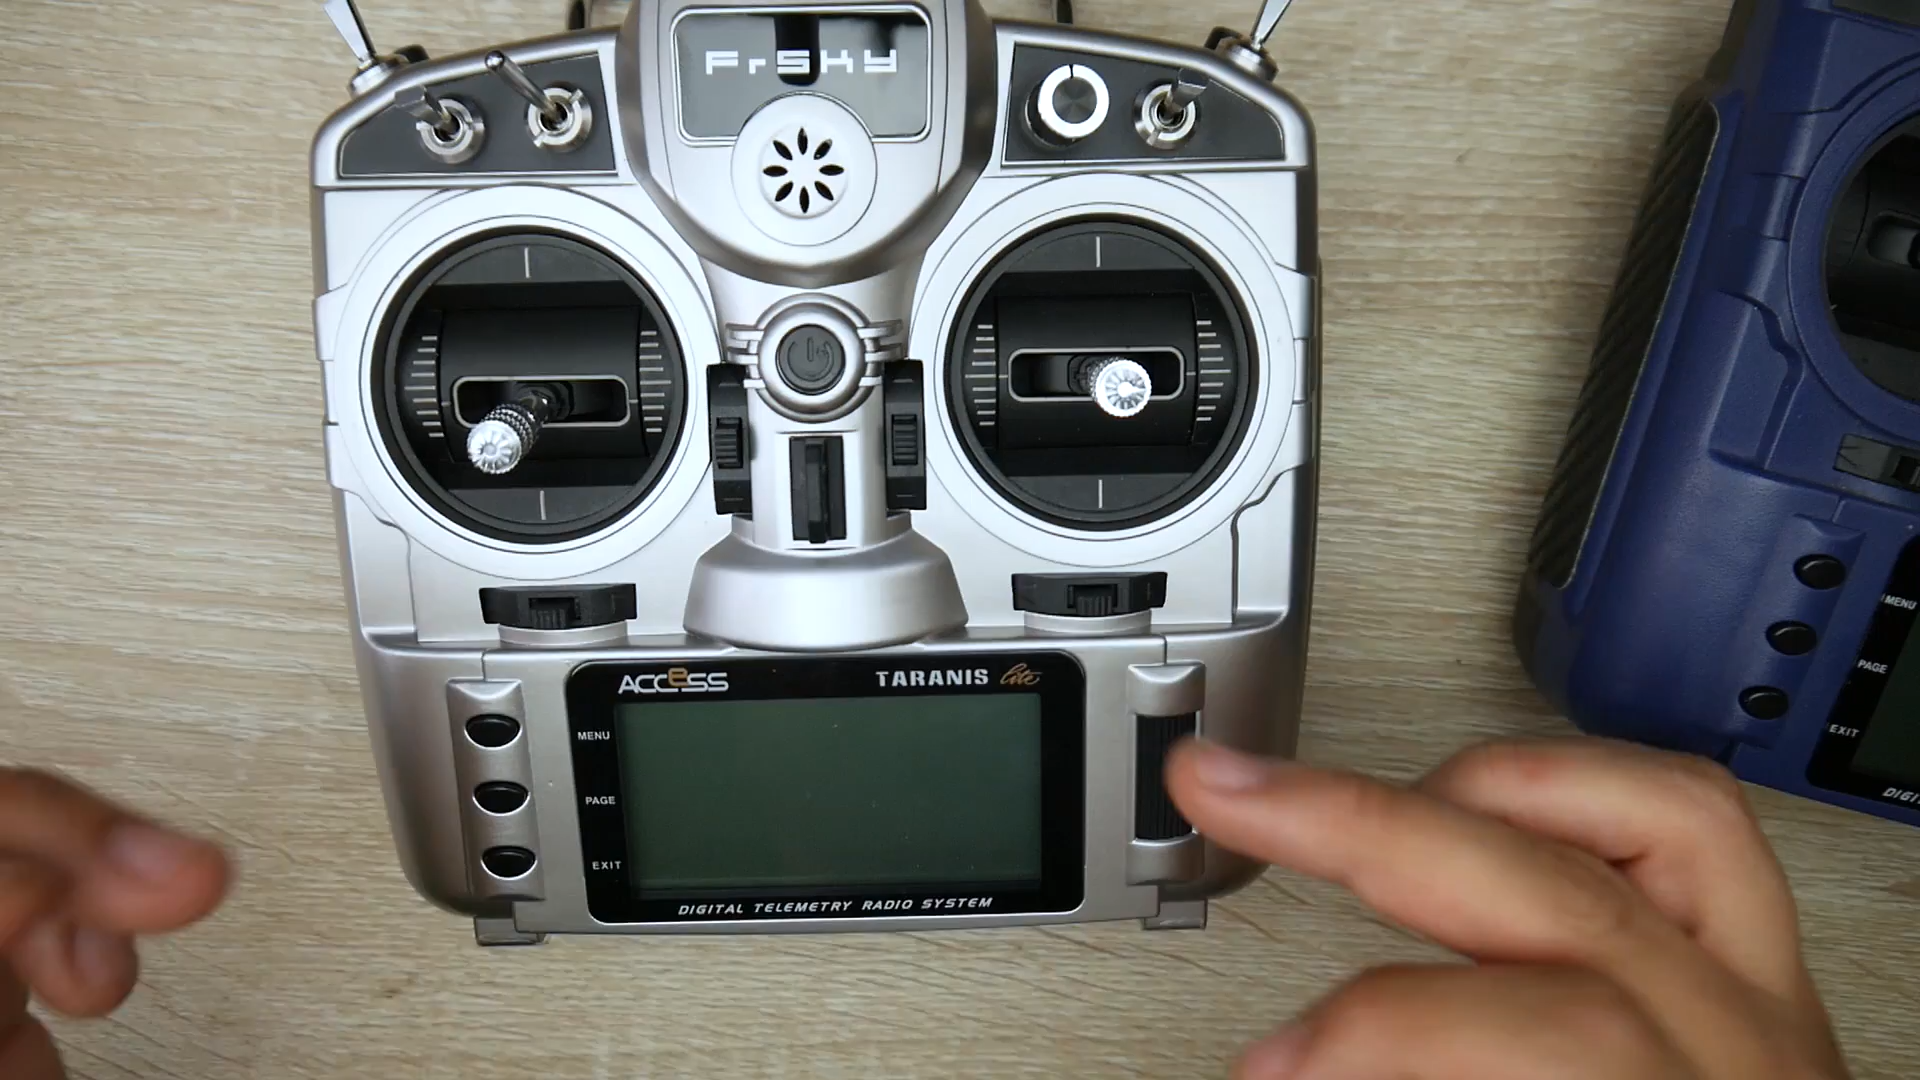 FrSKY
ACCeSS
TARANIS lite
MENU
PAGE
EXIT
DIGITAL TELEMETRY RADIO SYSTEM
MENU
PAGE
EXIT